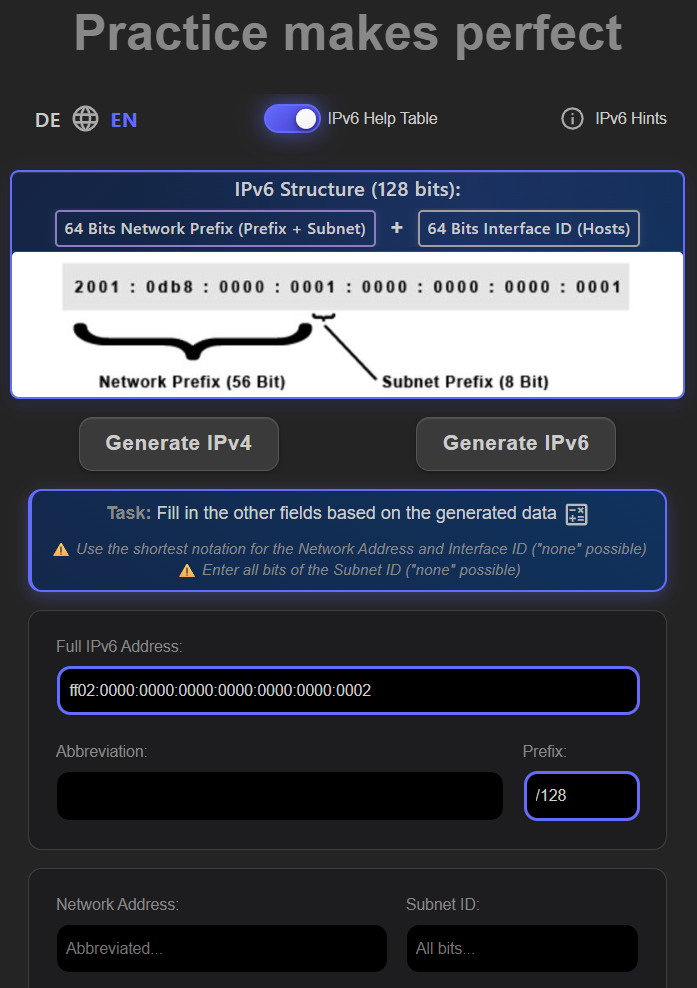 Practice makes perfect
DE EN IPv6 Help Table IPv6 Hints
IPv6 Structure (128 bits):
64 Bits Network Prefix (Prefix + Subnet) + 64 Bits Interface ID (Hosts)
2001 : 0db8 : 0000 : 0001 : 0000 : 0000 : 0000 : 0001
Network Prefix (56 Bit) Subnet Prefix (8 Bit)
Generate IPv4 Generate IPv6
Task: Fill in the other fields based on the generated data
Use the shortest notation for the Network Address and Interface ID ("none" possible)
Enter all bits of the Subnet ID ("none" possible)
Full IPv6 Address:
ff02:0000:0000:0000:0000:0000:0000:0002
Abbreviation: Prefix:
/128
Network Address: Subnet ID:
Abbreviated... All bits...